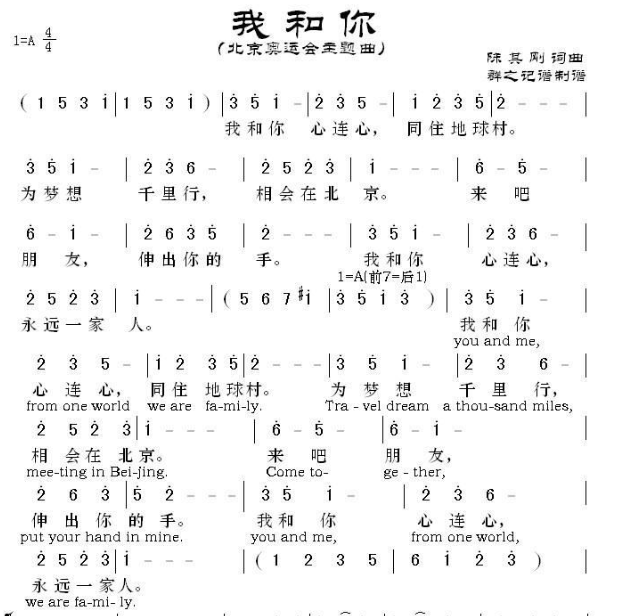 我和你
(北京奥运会主题曲)
1=A 4/4
陈其刚 词曲
群之记谱制谱
( 1 5 3 i̇ | 1 5 3 i̇ ) | 3̇ 5̇ i̇ - | 2̇ 3̇ 5̇ - | i̇ 2̇ 3̇ 5̇ | 2̇ - - - |
我和你 心连心， 同住地球村。
3̇ 5̇ i̇ - | 2̇ 3̇ 6 - | 2̇ 5̇ 2̇ 3̇ | i̇ - - - | 6 - 5 - |
为梦想 千里行， 相会在北 京。 来 吧
6 - i̇ - | 2̇ 6 3̇ 5̇ | 2̇ - - - | 3̇ 5̇ i̇ - | 2̇ 3̇ 6 - |
朋 友， 伸出你的 手。 我和你 心连心，
1=A(前7=后1)
2̇ 5̇ 2̇ 3̇ | i̇ - - - | ( 5 6 7 #i̇ | 3̇ 5̇ i̇ 3̇ ) | 3̇ 5̇ i̇ - |
永远一家 人。 我和你
you and me,
2̇ 3̇ 5̇ - | i̇ 2̇ 3̇ 5̇ | 2̇ - - - | 3̇ 5̇ i̇ - | 2̇ 3̇ 6 - |
心连心， 同住地球村。 为梦想 千里行，
from one world we are fa-mi-ly. Tra-vel dream a thou-sand miles,
2̇ 5̇ 2̇ 3̇ | i̇ - - - | 6 - 5 - | 6 - i̇ - |
相会在北京。 来 吧 朋 友，
mee-ting in Bei-jing. Come to- ge-ther,
2̇ 6 3̇ | 5̇ 2̇ - - - | 3̇ 5̇ i̇ - | 2̇ 3̇ 6 - |
伸出你的手。 我和你 心连心，
put your hand in mine. you and me, from one world,
2̇ 5̇ 2̇ 3̇ | i̇ - - - | ( 1 2 3 5 | 6 i̇ 2̇ 3̇ ) |
永远一家人。
we are fa-mi-ly.